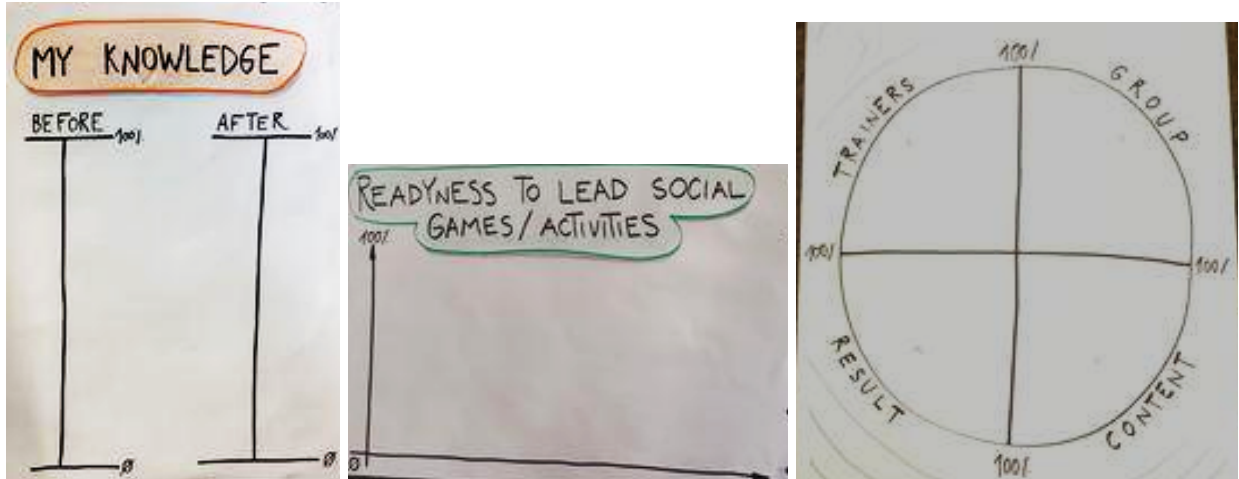 MY KNOWLEDGE
BEFORE AFTER
100% 100%
Ø Ø
READYNESS TO LEAD SOCIAL
GAMES/ACTIVITIES
100%
Ø
100%
TRAINERS GROUP
100% 100%
RESULT CONTENT
100%